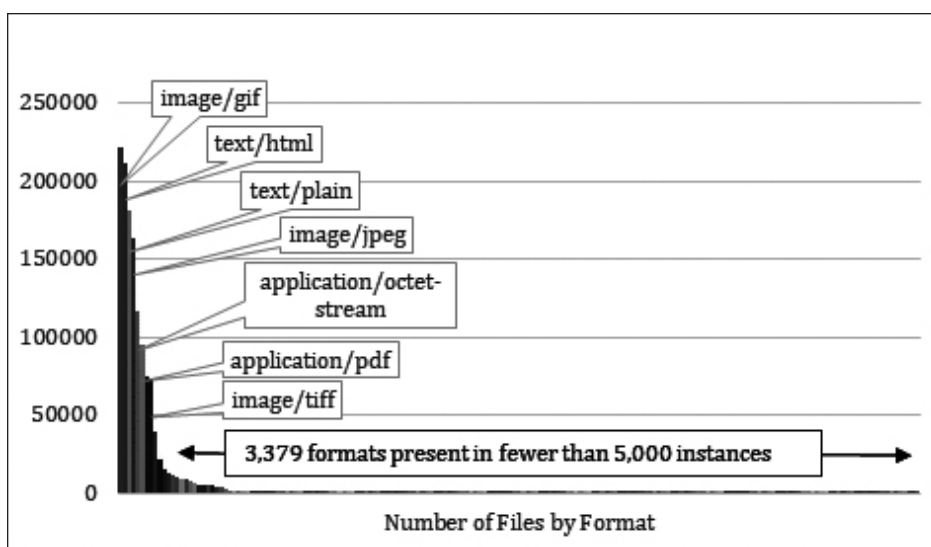 250000
200000
150000
100000
50000
0
image/gif
text/html
text/plain
image/jpeg
application/octet-
stream
application/pdf
image/tiff
3,379 formats present in fewer than 5,000 instances
Number of Files by Format